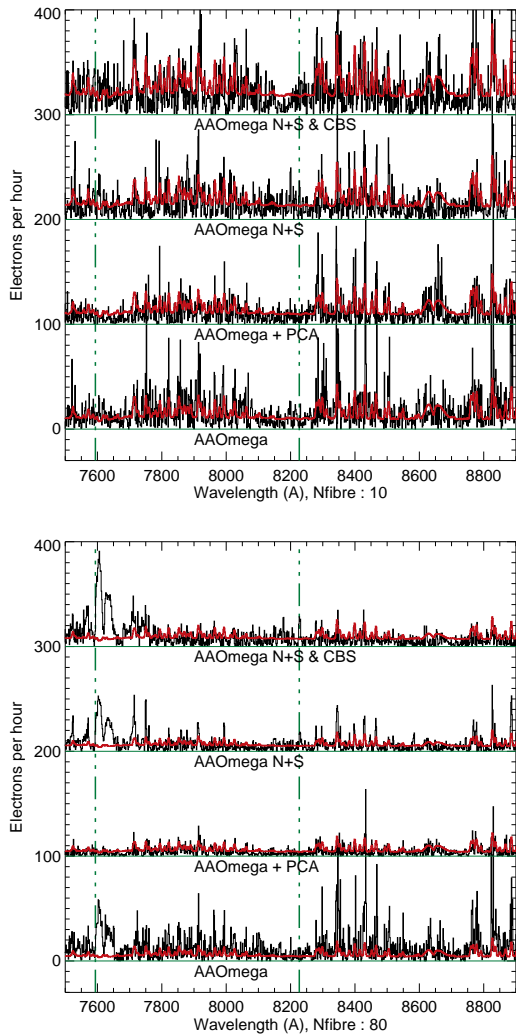 400
300
AAOmega N+S & CBS
200
AAOmega N+S
100
AAOmega + PCA
0
AAOmega
Electrons per hour
7600 7800 8000 8200 8400 8600 8800
Wavelength (A), Nfibre : 10
400
300
AAOmega N+S & CBS
200
AAOmega N+S
100
AAOmega + PCA
0
AAOmega
Electrons per hour
7600 7800 8000 8200 8400 8600 8800
Wavelength (A), Nfibre : 80